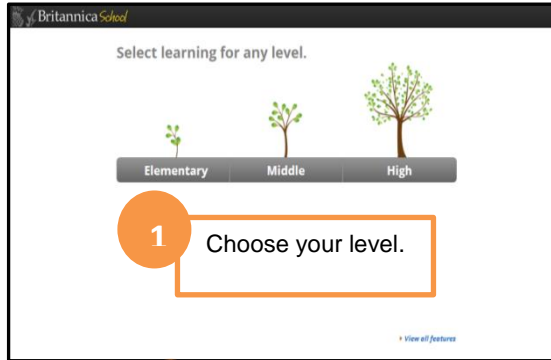 Britannica School
Select learning for any level.
Elementary Middle High
1
Choose your level.
View all features